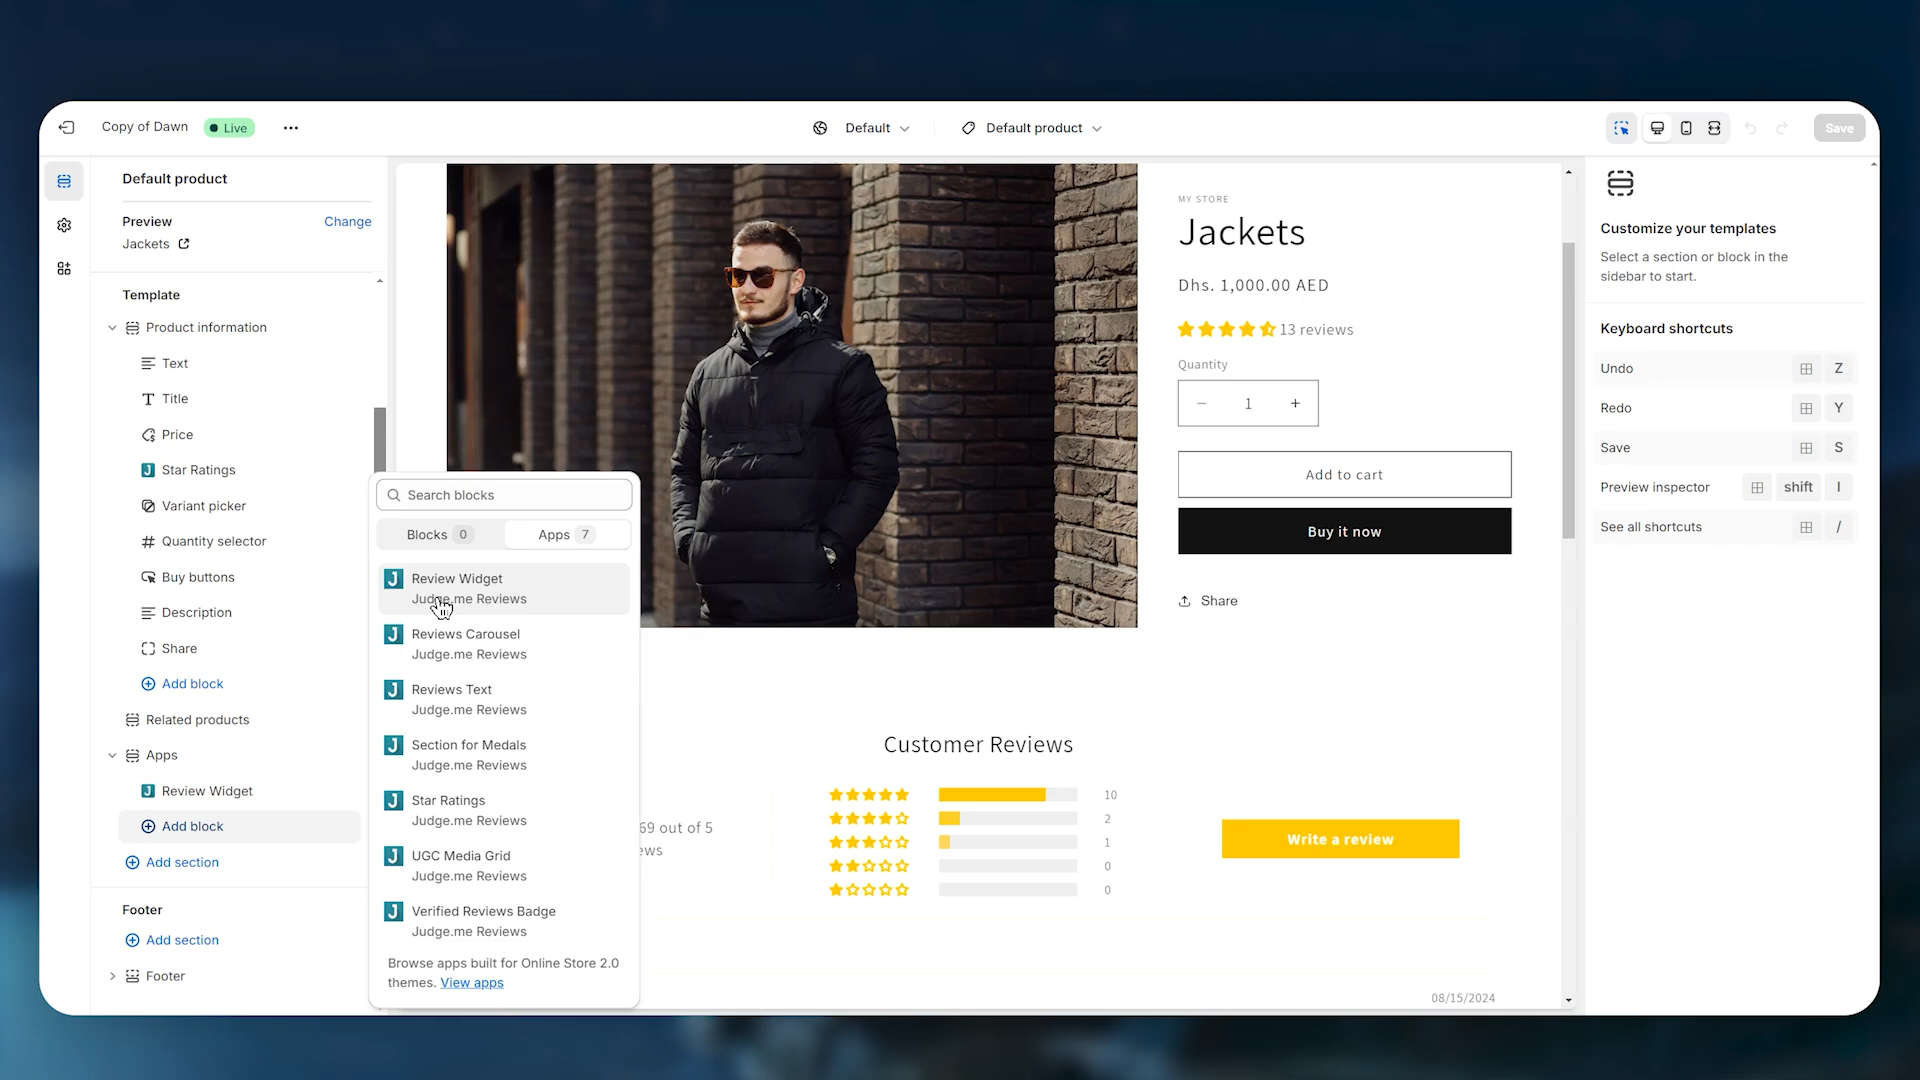 Copy of Dawn
Live
Default
Default product
Save
Default product
Preview
Change
Jackets
Template
Product information
Text
Title
Price
Star Ratings
Variant picker
Quantity selector
Buy buttons
Description
Share
Add block
Related products
Apps
Review Widget
Add block
Add section
Footer
Add section
Footer
Search blocks
Blocks 0
Apps 7
Review Widget
Judge.me Reviews
Reviews Carousel
Judge.me Reviews
Reviews Text
Judge.me Reviews
Section for Medals
Judge.me Reviews
Star Ratings
Judge.me Reviews
UGC Media Grid
Judge.me Reviews
Verified Reviews Badge
Judge.me Reviews
Browse apps built for Online Store 2.0
themes. View apps
MY STORE
Jackets
Dhs. 1,000.00 AED
13 reviews
Quantity
1
Add to cart
Buy it now
Share
Customer Reviews
69 out of 5
ews
10
2
1
0
0
Write a review
08/15/2024
Customize your templates
Select a section or block in the
sidebar to start.
Keyboard shortcuts
Undo Z
Redo Y
Save S
Preview inspector shift I
See all shortcuts /